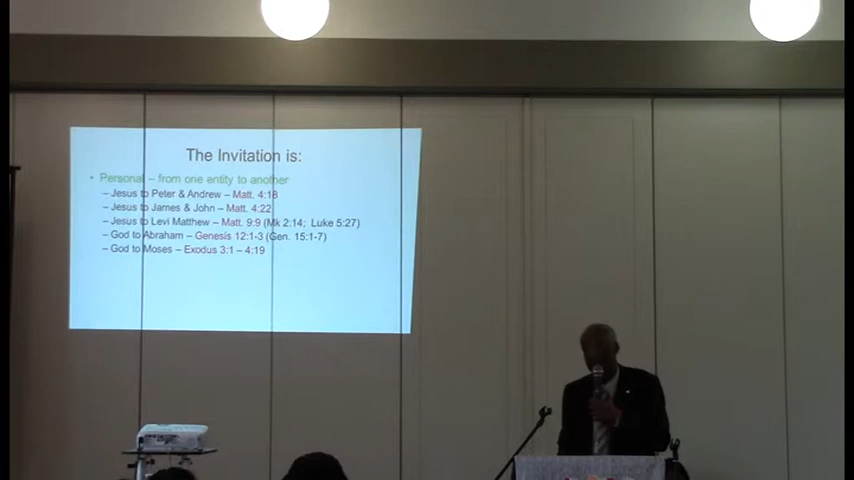 The Invitation is:
• Personal – from one entity to another
– Jesus to Peter & Andrew – Matt. 4:18
– Jesus to James & John – Matt. 4:22
– Jesus to Levi Matthew – Matt. 9:9 (Mk 2:14; Luke 5:27)
– God to Abraham – Genesis 12:1-3 (Gen. 15:1-7)
– God to Moses – Exodus 3:1 – 4:19